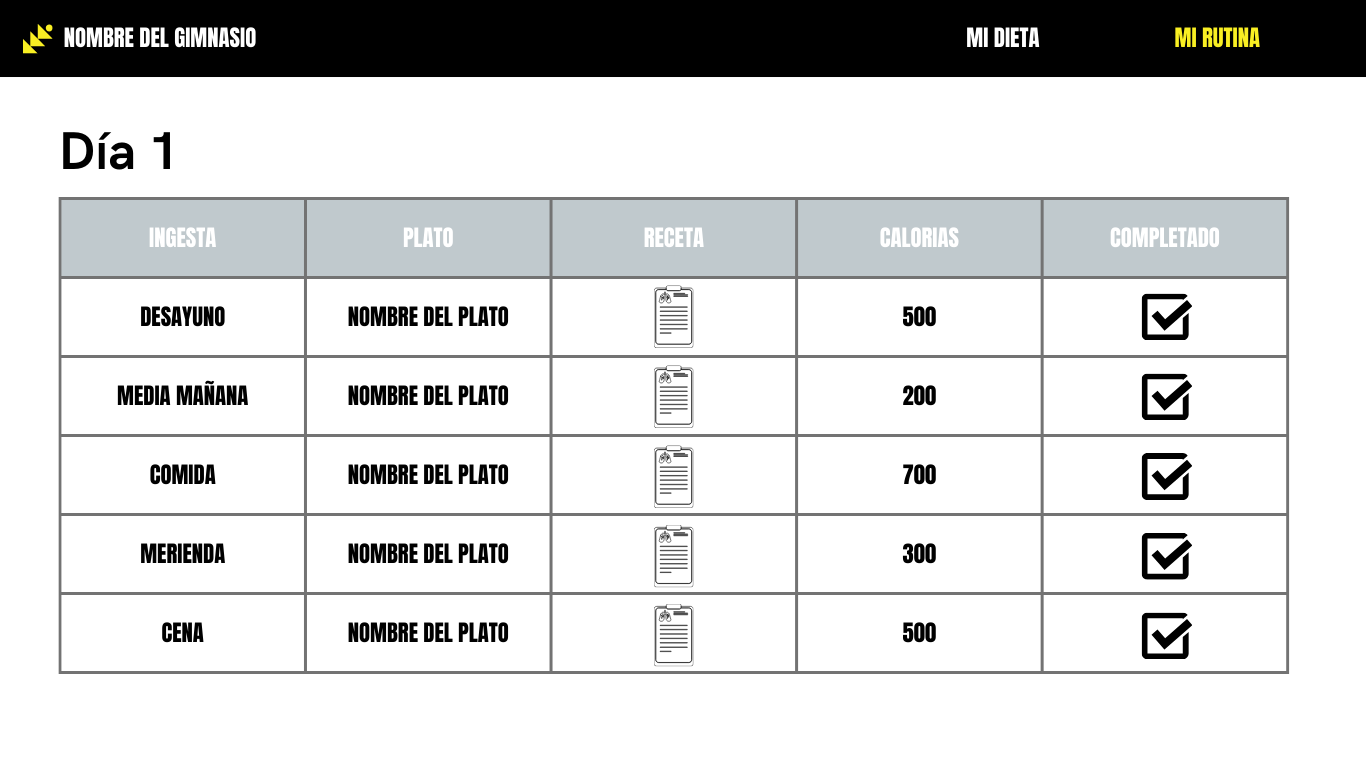 NOMBRE DEL GIMNASIO MI DIETA MI RUTINA
Día 1
INGESTA PLATO RECETA CALORIAS COMPLETADO
DESAYUNO NOMBRE DEL PLATO 500
MEDIA MAÑANA NOMBRE DEL PLATO 200
COMIDA NOMBRE DEL PLATO 700
MERIENDA NOMBRE DEL PLATO 300
CENA NOMBRE DEL PLATO 500